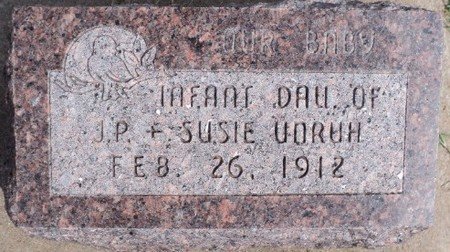 OUR BABY
INFANT DAU. OF
J.P. + SUSIE UNRUH
FEB. 26, 1912